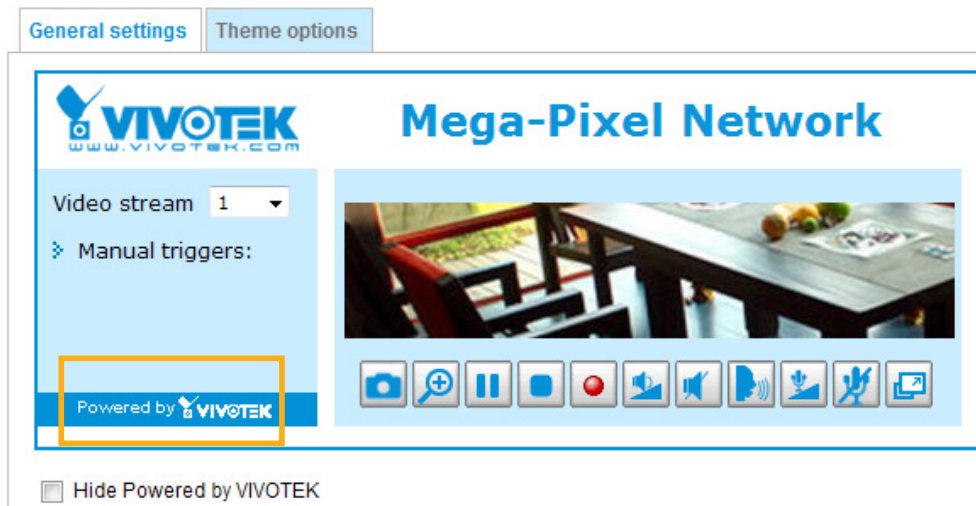 General settings Theme options
VIVOTEK Mega-Pixel Network
www.vivotek.com
Video stream 1
Manual triggers:
Powered by VIVOTEK
Hide Powered by VIVOTEK